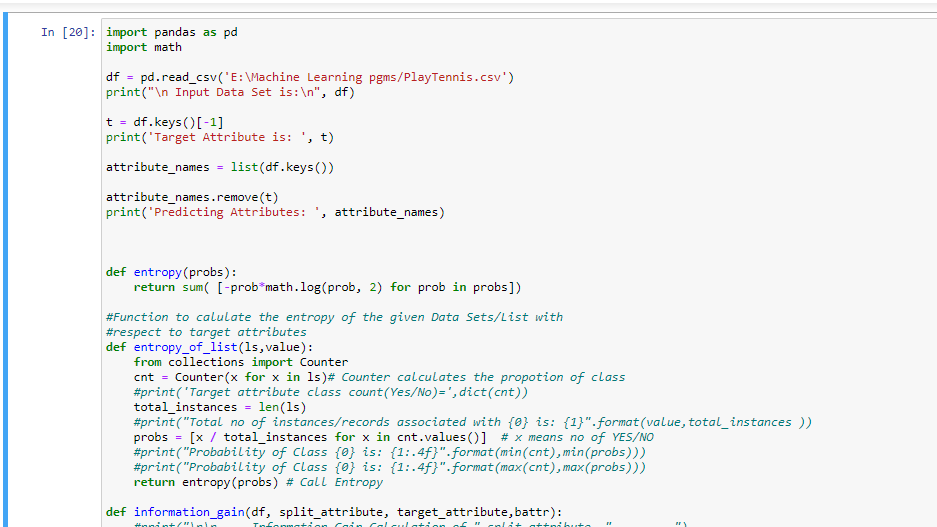 In [20]: import pandas as pd
import math
df = pd.read_csv('E:\Machine Learning pgms/PlayTennis.csv')
print("\n Input Data Set is:\n", df)
t = df.keys()[-1]
print('Target Attribute is: ', t)
attribute_names = list(df.keys())
attribute_names.remove(t)
print('Predicting Attributes: ', attribute_names)
def entropy(probs):
return sum( [-prob*math.log(prob, 2) for prob in probs])
#Function to calulate the entropy of the given Data Sets/List with
#respect to target attributes
def entropy_of_list(ls,value):
from collections import Counter
cnt = Counter(x for x in ls)# Counter calculates the propotion of class
#print('Target attribute class count(Yes/No)=',dict(cnt))
total_instances = len(ls)
#print("Total no of instances/records associated with {0} is: {1}".format(value,total_instances ))
probs = [x / total_instances for x in cnt.values()] # x means no of YES/NO
#print("Probability of Class {0} is: {1:.4f}".format(min(cnt),min(probs)))
#print("Probability of Class {0} is: {1:.4f}".format(max(cnt),max(probs)))
return entropy(probs) # Call Entropy
def information_gain(df, split_attribute, target_attribute,battr):
#print("\n\n-----Information Gain Calculation of ",split_attribute, " --------")